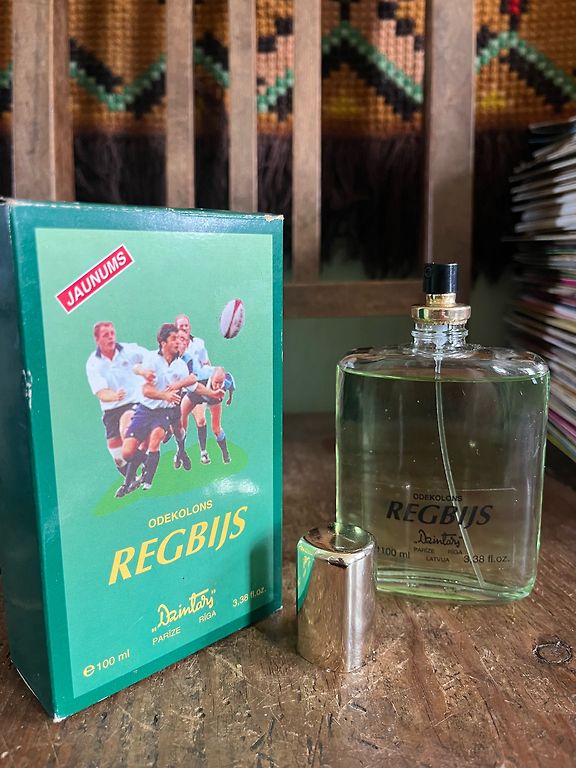 JAUNUMS
ODEKOLONS
REGBIJS
„Dzintars"
PARĪZE RĪGA
3,38 fl.oz.
e100 ml
ODEKOLONS
REGBIJS
„Dzintars"
100 ml PARĪZE RĪGA 3,38 fl.oz.
LATVIJA